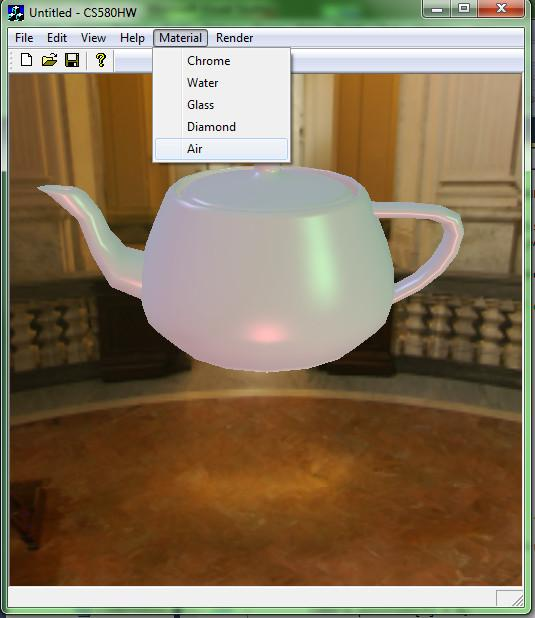 Untitled - CS580HW
File Edit View Help Material Render
Chrome
Water
Glass
Diamond
Air